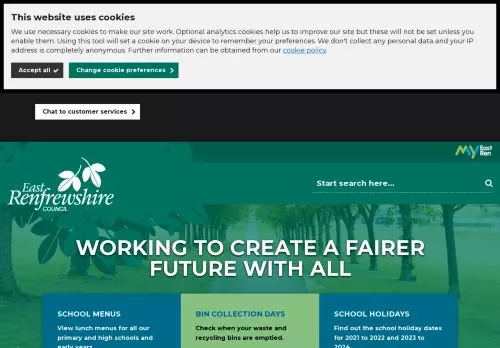 This website uses cookies
We use necessary cookies to make our site work. Optional analytics cookies help us to improve our site but these will not be set unless you
enable them. Using this tool will set a cookie on your device to remember your preferences. We don't collect any personal data and your IP
address is completely anonymous. Further information can be obtained from our cookie policy.
Accept all
Change cookie preferences
Chat to customer services
My East Ren
East
Renfrewshire
COUNCIL
Start search here...
WORKING TO CREATE A FAIRER
FUTURE WITH ALL
SCHOOL MENUS
View lunch menus for all our
primary and high schools and
early years
BIN COLLECTION DAYS
Check when your waste and
recycling bins are emptied.
SCHOOL HOLIDAYS
Find out the school holiday dates
for 2021 to 2022 and 2023 to
2024